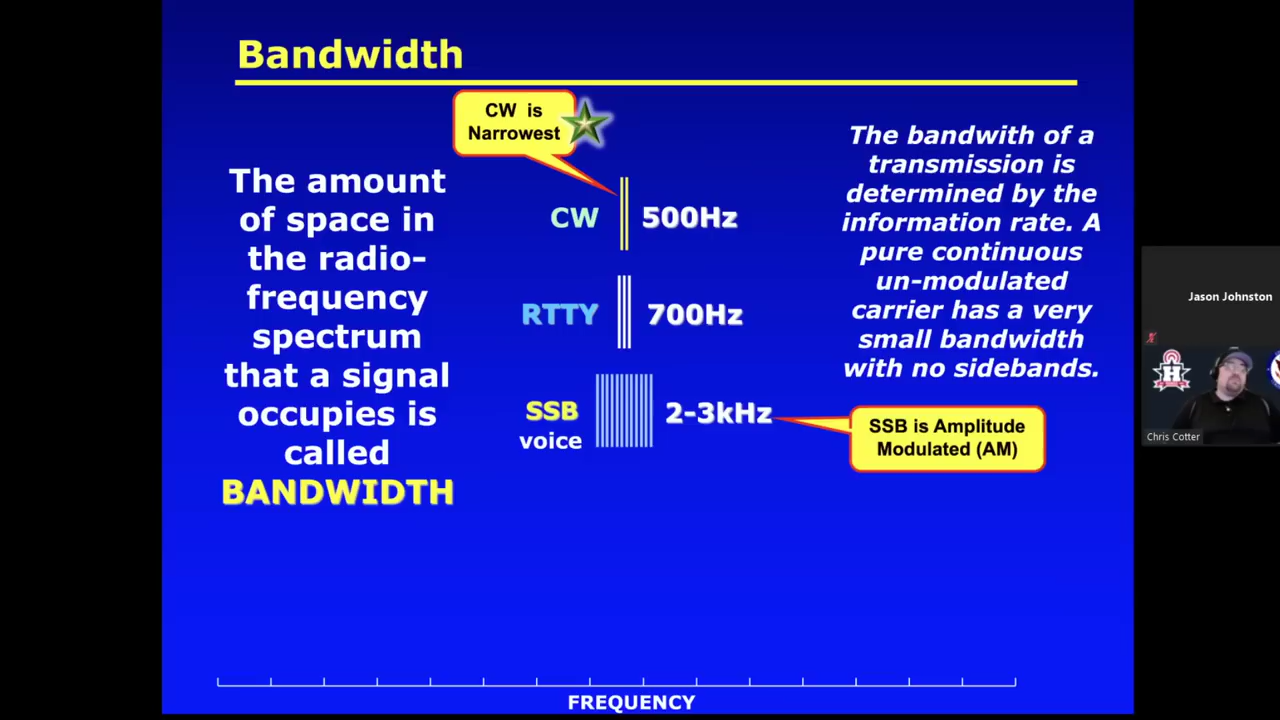 Bandwidth
CW is
Narrowest
The amount
of space in
the radio-
frequency
spectrum
that a signal
occupies is
called
BANDWIDTH
CW
500Hz
RTTY
700Hz
SSB
voice
2-3kHz
The bandwith of a
transmission is
determined by the
information rate. A
pure continuous
un-modulated
carrier has a very
small bandwidth
with no sidebands.
SSB is Amplitude
Modulated (AM)
FREQUENCY
Jason Johnston
H
Chris Cotter